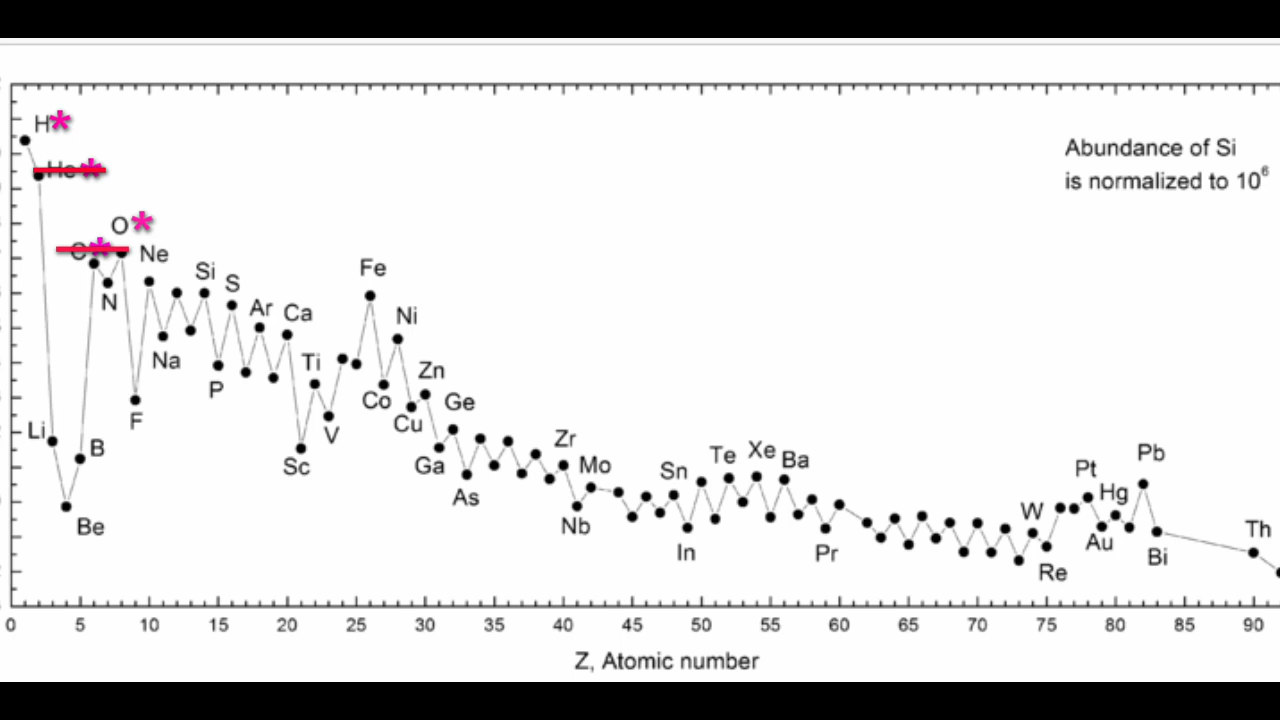 H*
Abundance of Si
is normalized to 10⁶
He*
O*
C*
Ne
N
Si
S
Fe
Ar
Ca
Ni
Na
Ti
Zn
P
Co
Ge
F
Cu
Li
V
B
Zr
Te
Xe
Ba
Pb
Sc
Ga
Mo
Sn
Pt
As
Hg
Be
Nb
W
Au
In
Pr
Re
Bi
Th
0 5 10 15 20 25 30 35 40 45 50 55 60 65 70 75 80 85 90
Z, Atomic number